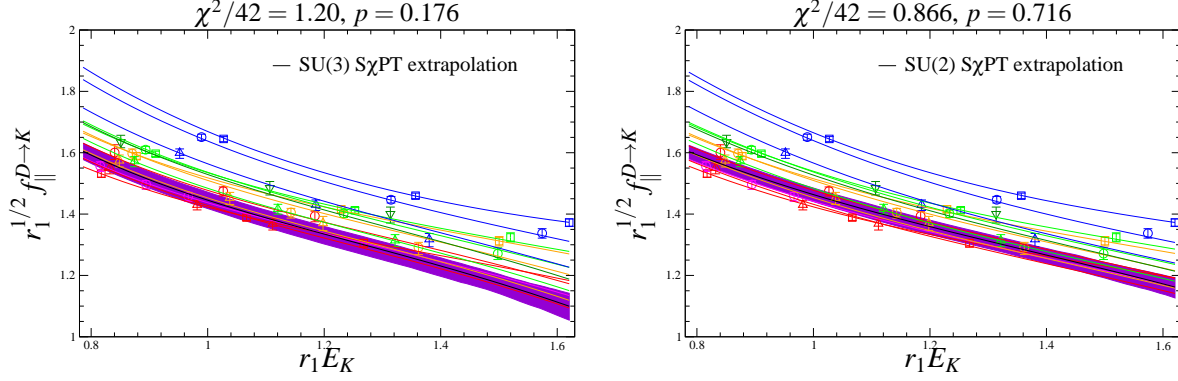 χ²/42 = 1.20, p = 0.176
2
1.8
1.6
1.4
1.2
1
r₁^{1/2} f_∥^{D→K}
— SU(3) SχPT extrapolation
0.8 1 1.2 1.4 1.6
r₁E_K
χ²/42 = 0.866, p = 0.716
2
1.8
1.6
1.4
1.2
1
r₁^{1/2} f_∥^{D→K}
— SU(2) SχPT extrapolation
0.8 1 1.2 1.4 1.6
r₁E_K